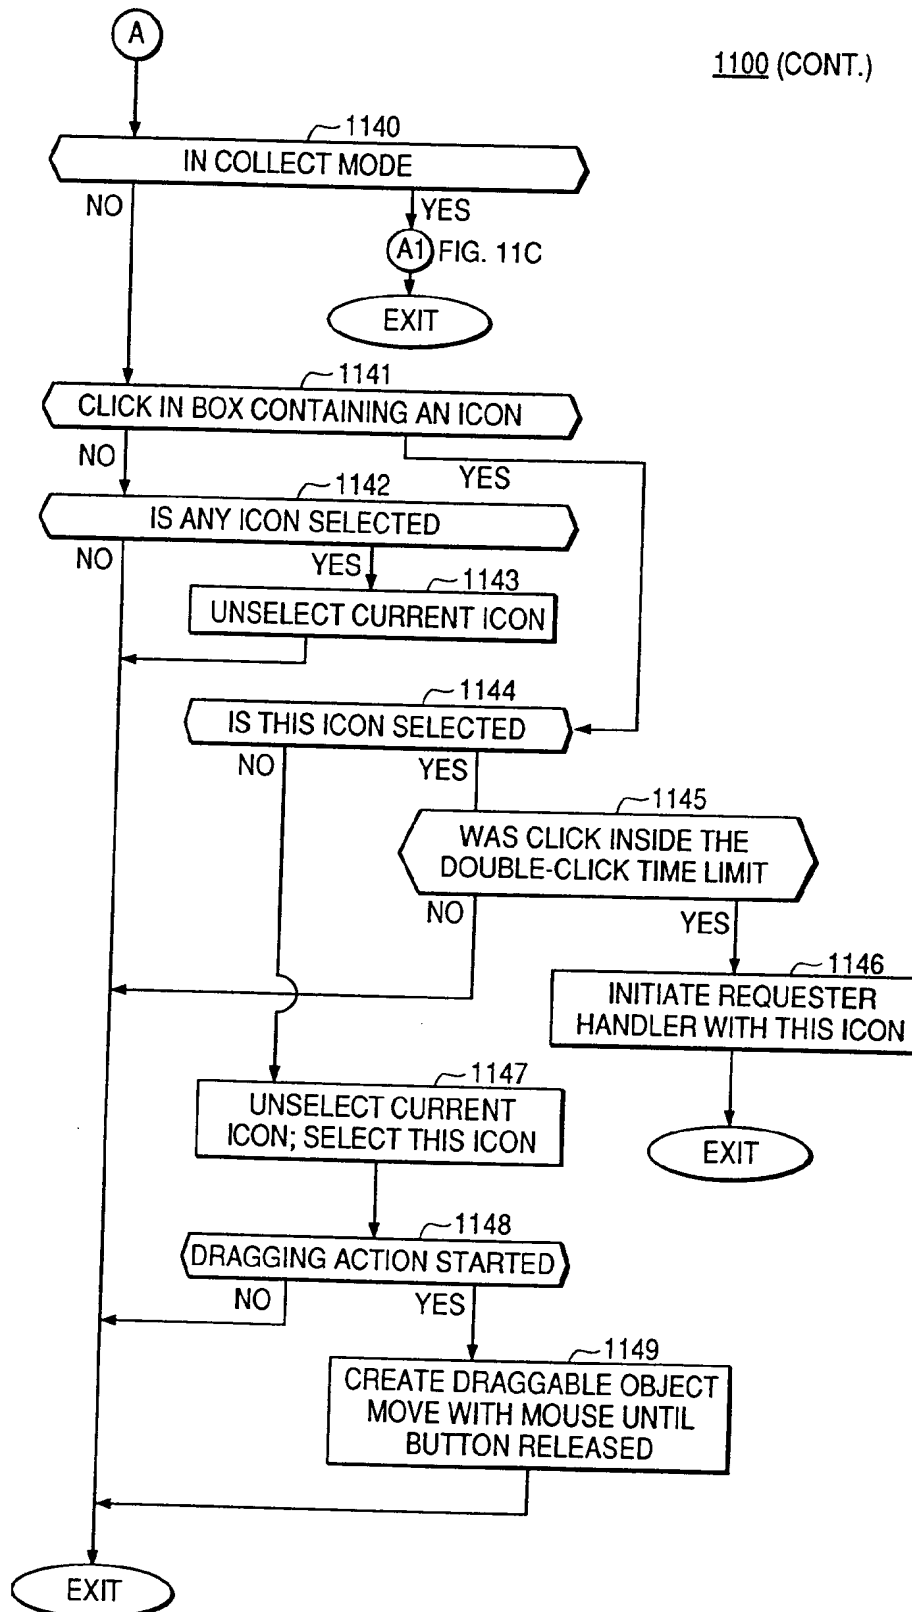 A
1100 (CONT.)
1140
IN COLLECT MODE
NO
YES
A1 FIG. 11C
EXIT
1141
CLICK IN BOX CONTAINING AN ICON
NO
YES
1142
IS ANY ICON SELECTED
NO
YES
1143
UNSELECT CURRENT ICON
1144
IS THIS ICON SELECTED
NO
YES
1145
WAS CLICK INSIDE THE
DOUBLE-CLICK TIME LIMIT
NO
YES
1146
INITIATE REQUESTER
HANDLER WITH THIS ICON
1147
UNSELECT CURRENT
ICON; SELECT THIS ICON
EXIT
1148
DRAGGING ACTION STARTED
NO
YES
1149
CREATE DRAGGABLE OBJECT
MOVE WITH MOUSE UNTIL
BUTTON RELEASED
EXIT